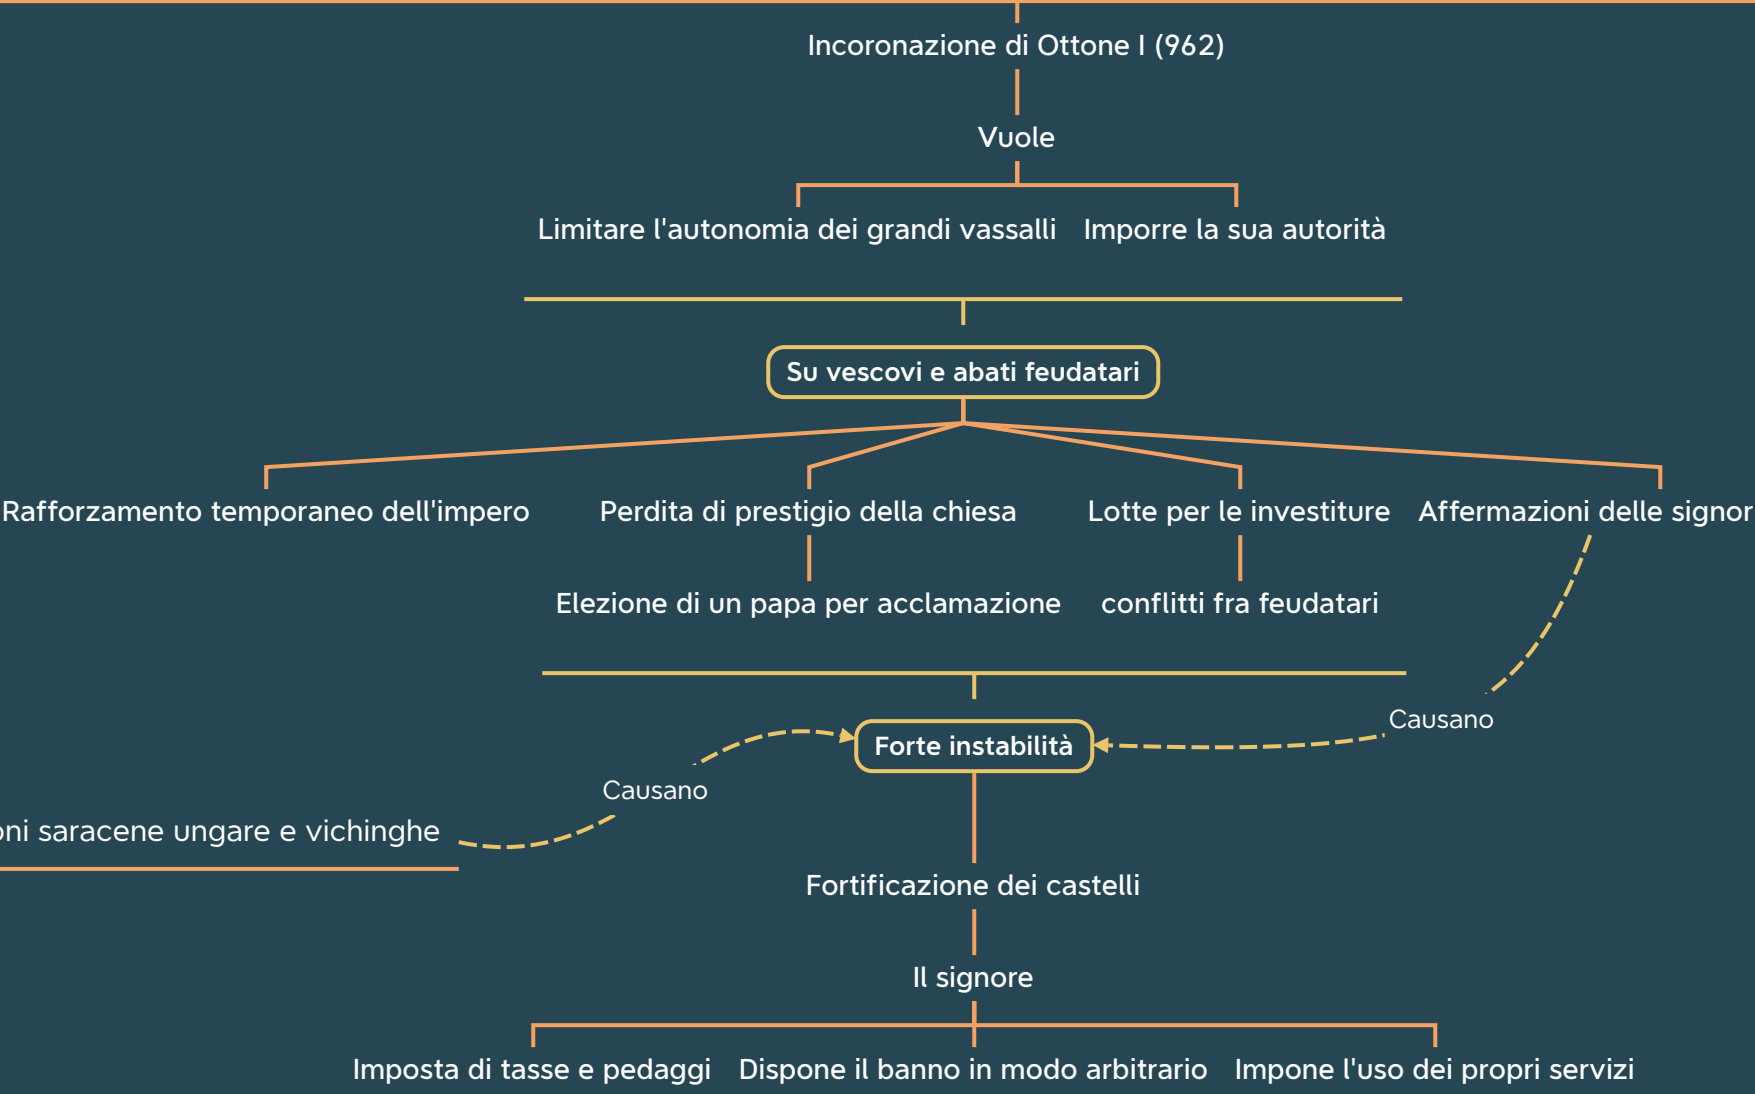 Incoronazione di Ottone I (962)
Vuole
Limitare l'autonomia dei grandi vassalli
Imporre la sua autorità
Su vescovi e abati feudatari
Rafforzamento temporaneo dell'impero
Perdita di prestigio della chiesa
Lotte per le investiture
Affermazioni delle signor
Elezione di un papa per acclamazione
conflitti fra feudatari
Causano
Forte instabilità
Causano
oni saracene ungare e vichinghe
Fortificazione dei castelli
Il signore
Imposta di tasse e pedaggi
Dispone il banno in modo arbitrario
Impone l'uso dei propri servizi